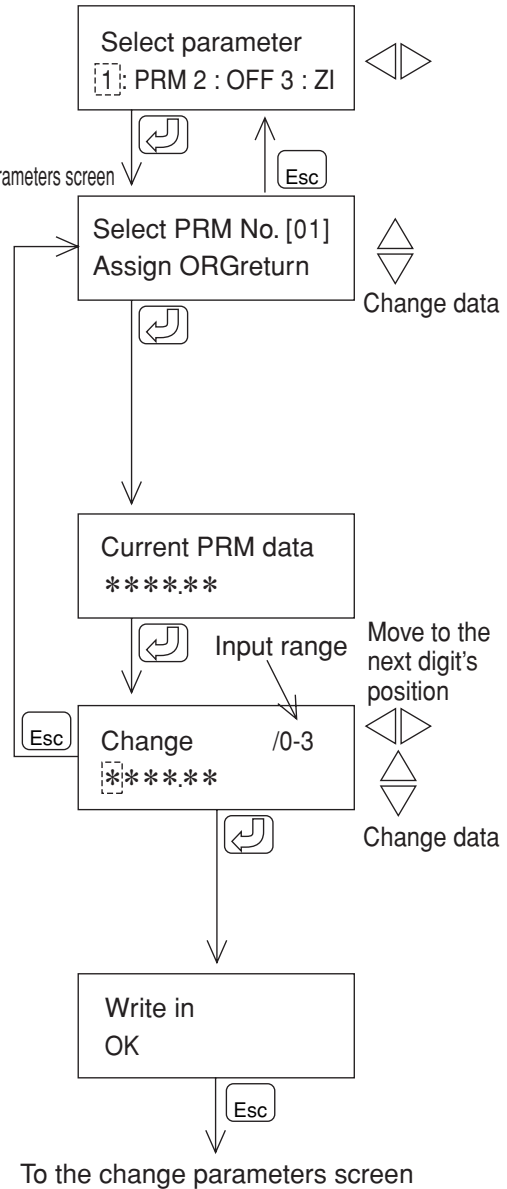 Select parameter
1 : PRM 2 : OFF 3 : ZI
parameters screen
Esc
Select PRM No. [01]
Assign ORGreturn
Change data
Current PRM data
****.**
Input range
Move to the
next digit's
position
Esc
Change /0-3
****.**
Change data
Write in
OK
Esc
To the change parameters screen